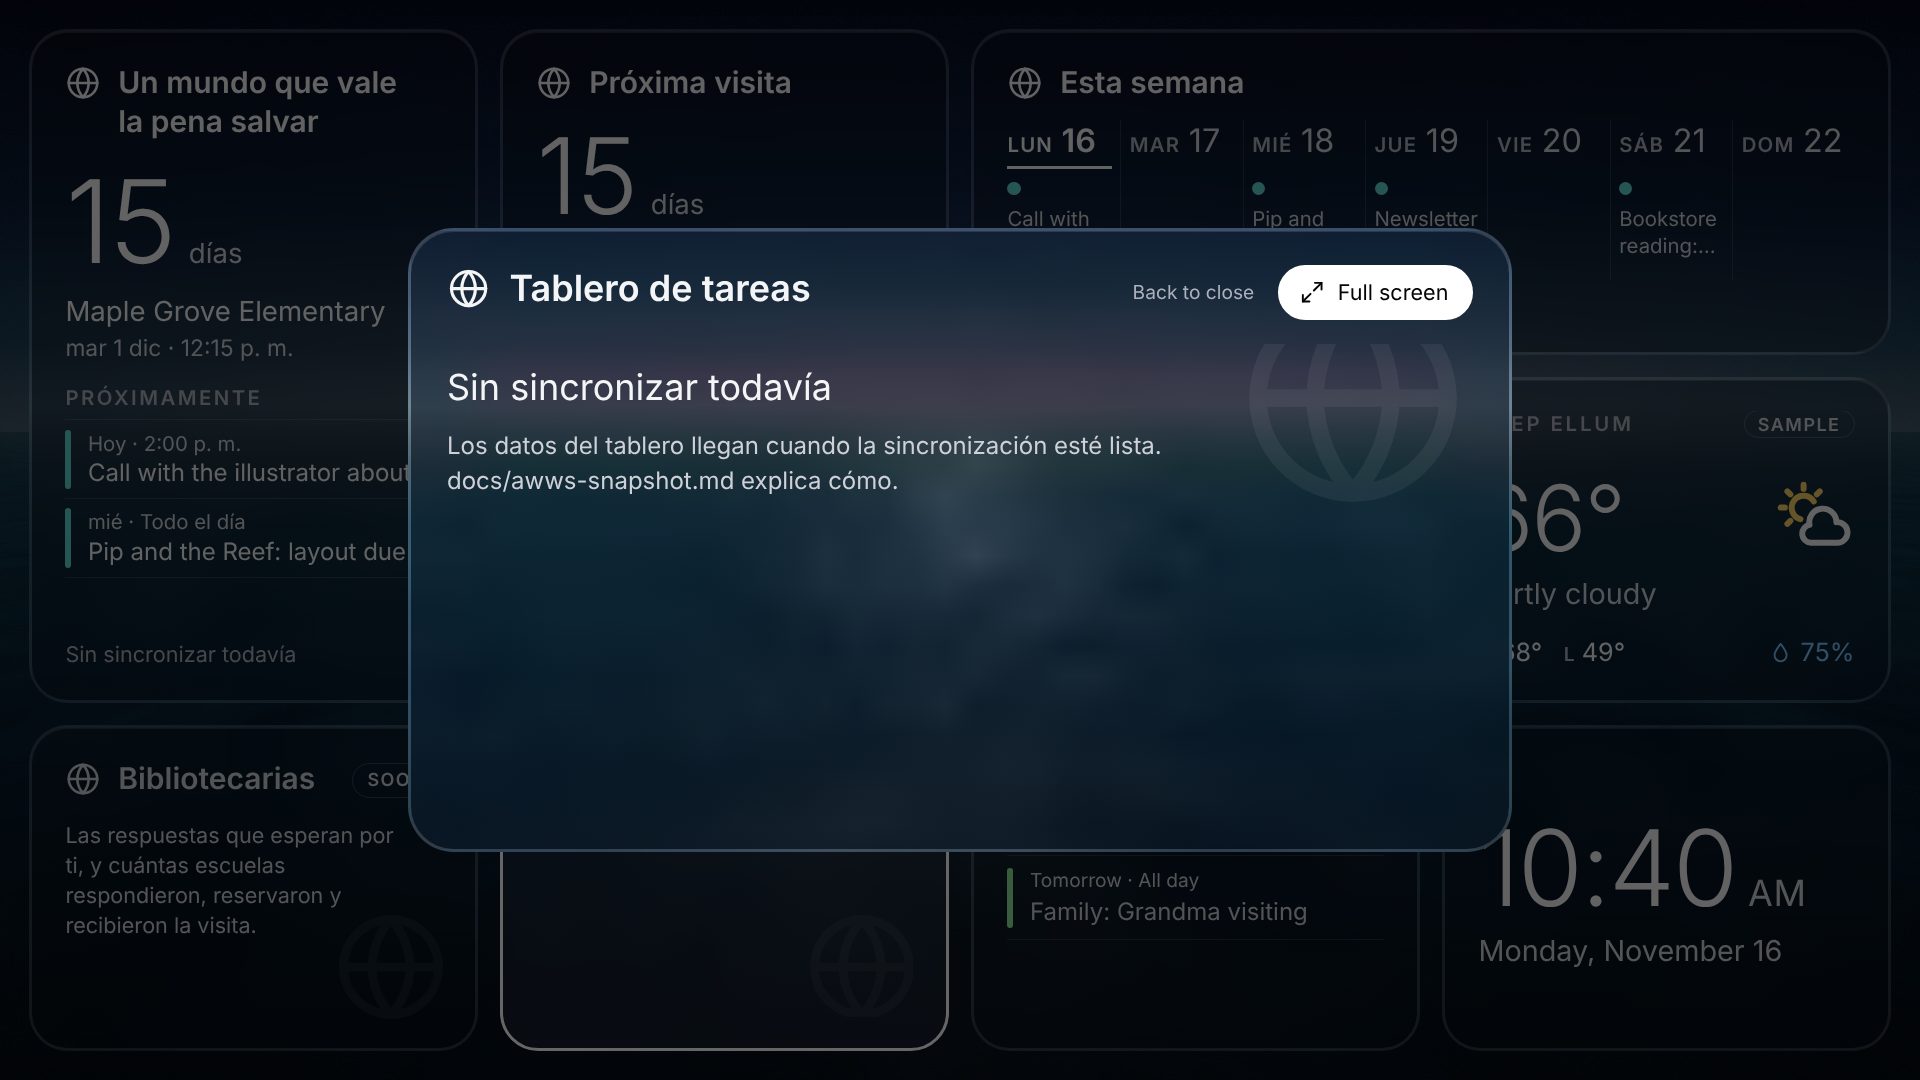 Un mundo que vale
la pena salvar
15 días
Maple Grove Elementary
mar 1 dic · 12:15 p. m.
PRÓXIMAMENTE
Hoy · 2:00 p. m.
Call with the illustrator about
mié · Todo el día
Pip and the Reef: layout due
Sin sincronizar todavía
Próxima visita
15 días
Esta semana
LUN 16
MAR 17
MIÉ 18
JUE 19
VIE 20
SÁB 21
DOM 22
Call with
Pip and
Newsletter
Bookstore
reading:...
Tablero de tareas
Back to close
Full screen
Sin sincronizar todavía
Los datos del tablero llegan cuando la sincronización esté lista.
docs/awws-snapshot.md explica cómo.
ELLUM
SAMPLE
cloudy
L 49°
75%
Bibliotecarias
Las respuestas que esperan por
ti, y cuántas escuelas
respondieron, reservaron y
recibieron la visita.
Tomorrow · All day
Family: Grandma visiting
10:40 AM
Monday, November 16